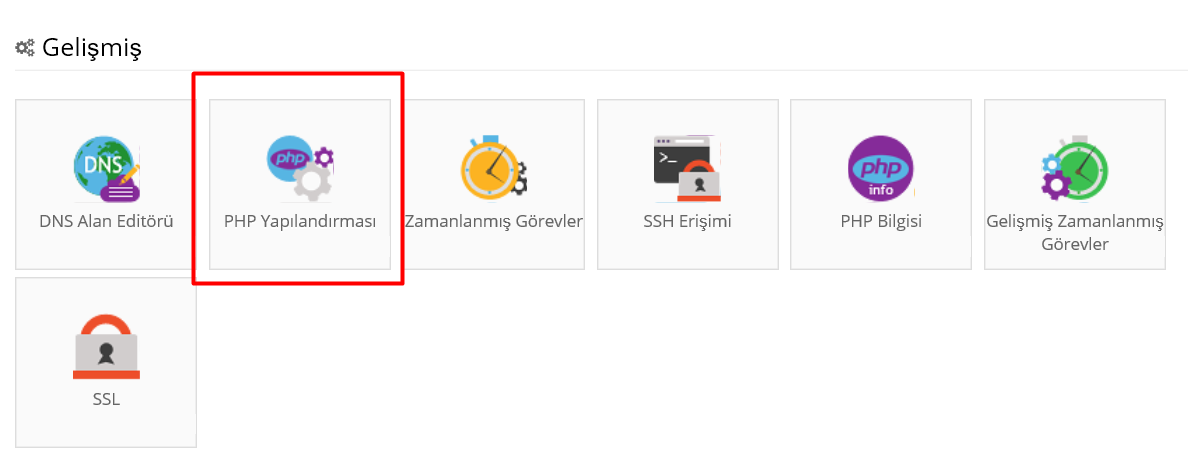 Gelişmiş
DNS
DNS Alan Editörü
php
PHP Yapılandırması
Zamanlanmış Görevler
>_
SSH Erişimi
php
info
PHP Bilgisi
Gelişmiş Zamanlanmış
Görevler
SSL